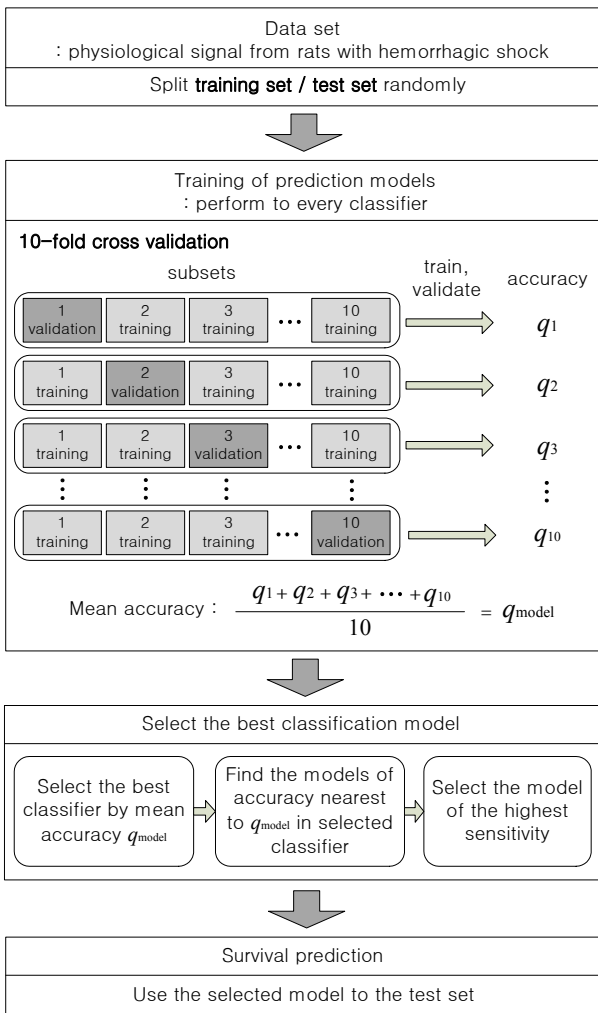 Data set
: physiological signal from rats with hemorrhagic shock
Split training set / test set randomly
Training of prediction models
: perform to every classifier
10-fold cross validation
subsets
train,
validate
accuracy
1 2 3 10
validation training training ... training
q1
1 2 3 10
training validation training ... training
q2
1 2 3 10
training training validation ... training
q3
1 2 3 10
training training training ... validation
q10
Mean accuracy : q1 + q2 + q3 + ... + q10
10
= qmodel
Select the best classification model
Select the best
classifier by mean
accuracy qmodel
Find the models of
accuracy nearest
to qmodel in selected
classifier
Select the model
of the highest
sensitivity
Survival prediction
Use the selected model to the test set